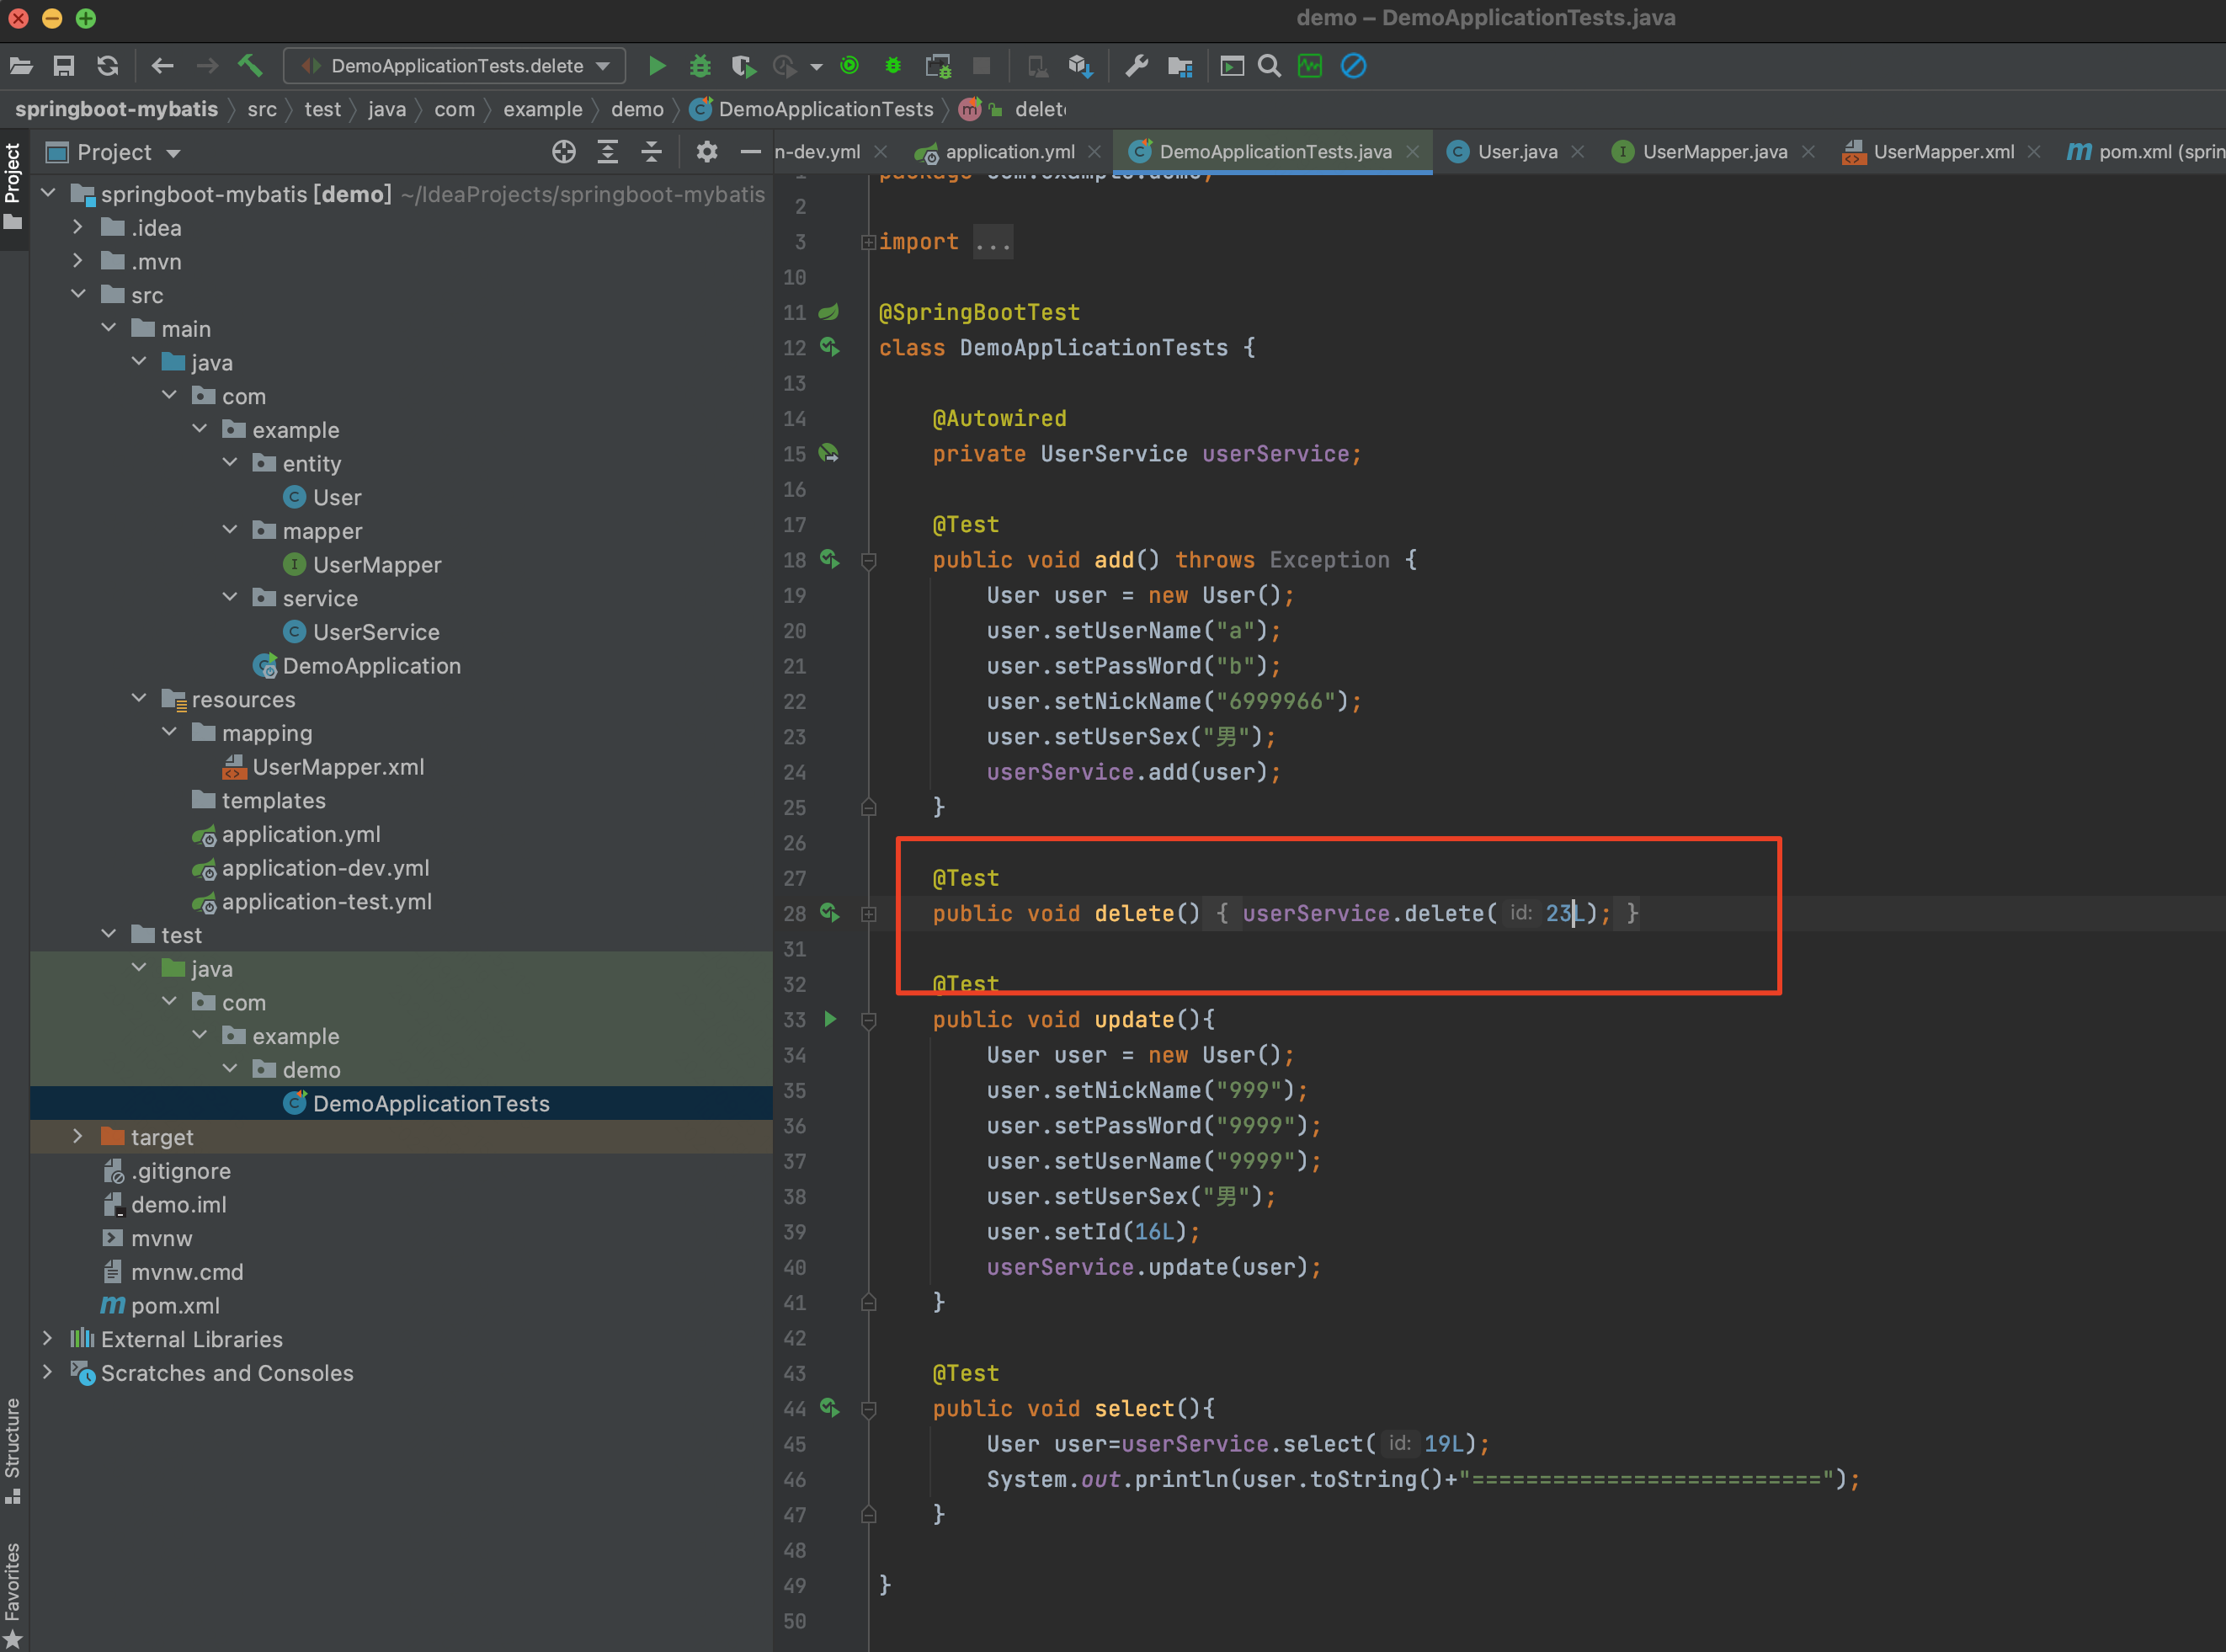 demo – DemoApplicationTests.java
DemoApplicationTests.delete
springboot-mybatis
src
test
java
com
example
demo
DemoApplicationTests
m
Project
n-dev.yml
application.yml
DemoApplicationTests.java
User.java
UserMapper.java
UserMapper.xml
pom.xml (sprin
Project
springboot-mybatis [demo] ~/IdeaProjects/springboot-mybatis
.idea
.mvn
src
main
java
com
example
entity
User
mapper
UserMapper
service
UserService
DemoApplication
resources
mapping
UserMapper.xml
templates
application.yml
application-dev.yml
application-test.yml
test
java
com
example
demo
DemoApplicationTests
target
.gitignore
demo.iml
mvnw
mvnw.cmd
pom.xml
External Libraries
Scratches and Consoles
Structure
Favorites
1 package com.example.demo;
2
3 import ...
10
11 @SpringBootTest
12 class DemoApplicationTests {
13
14 @Autowired
15 private UserService userService;
16
17 @Test
18 public void add() throws Exception {
19 User user = new User();
20 user.setUserName("a");
21 user.setPassWord("b");
22 user.setNickName("6999966");
23 user.setUserSex("男");
24 userService.add(user);
25 }
26
27 @Test
28 public void delete() { userService.delete( id: 23L); }
31
32 @Test
33 public void update(){
34 User user = new User();
35 user.setNickName("999");
36 user.setPassWord("9999");
37 user.setUserName("9999");
38 user.setUserSex("男");
39 user.setId(16L);
40 userService.update(user);
41 }
42
43 @Test
44 public void select(){
45 User user=userService.select( id: 19L);
46 System.out.println(user.toString()+"==========================");
47 }
48
49 }
50